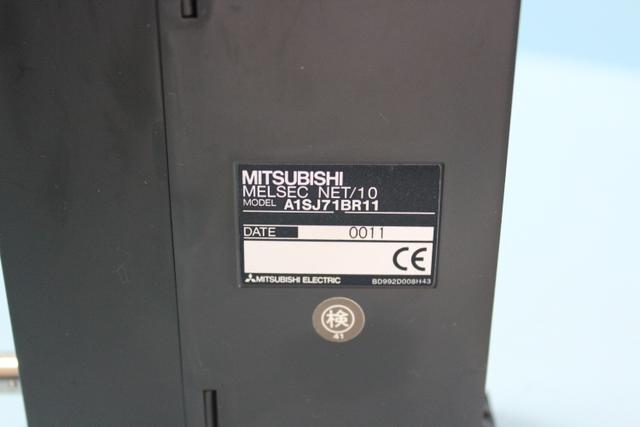 MITSUBISHI
MELSEC NET/10
MODEL A1SJ71BR11
DATE 0011
CE
MITSUBISHI ELECTRIC BD992D008H43
検
41